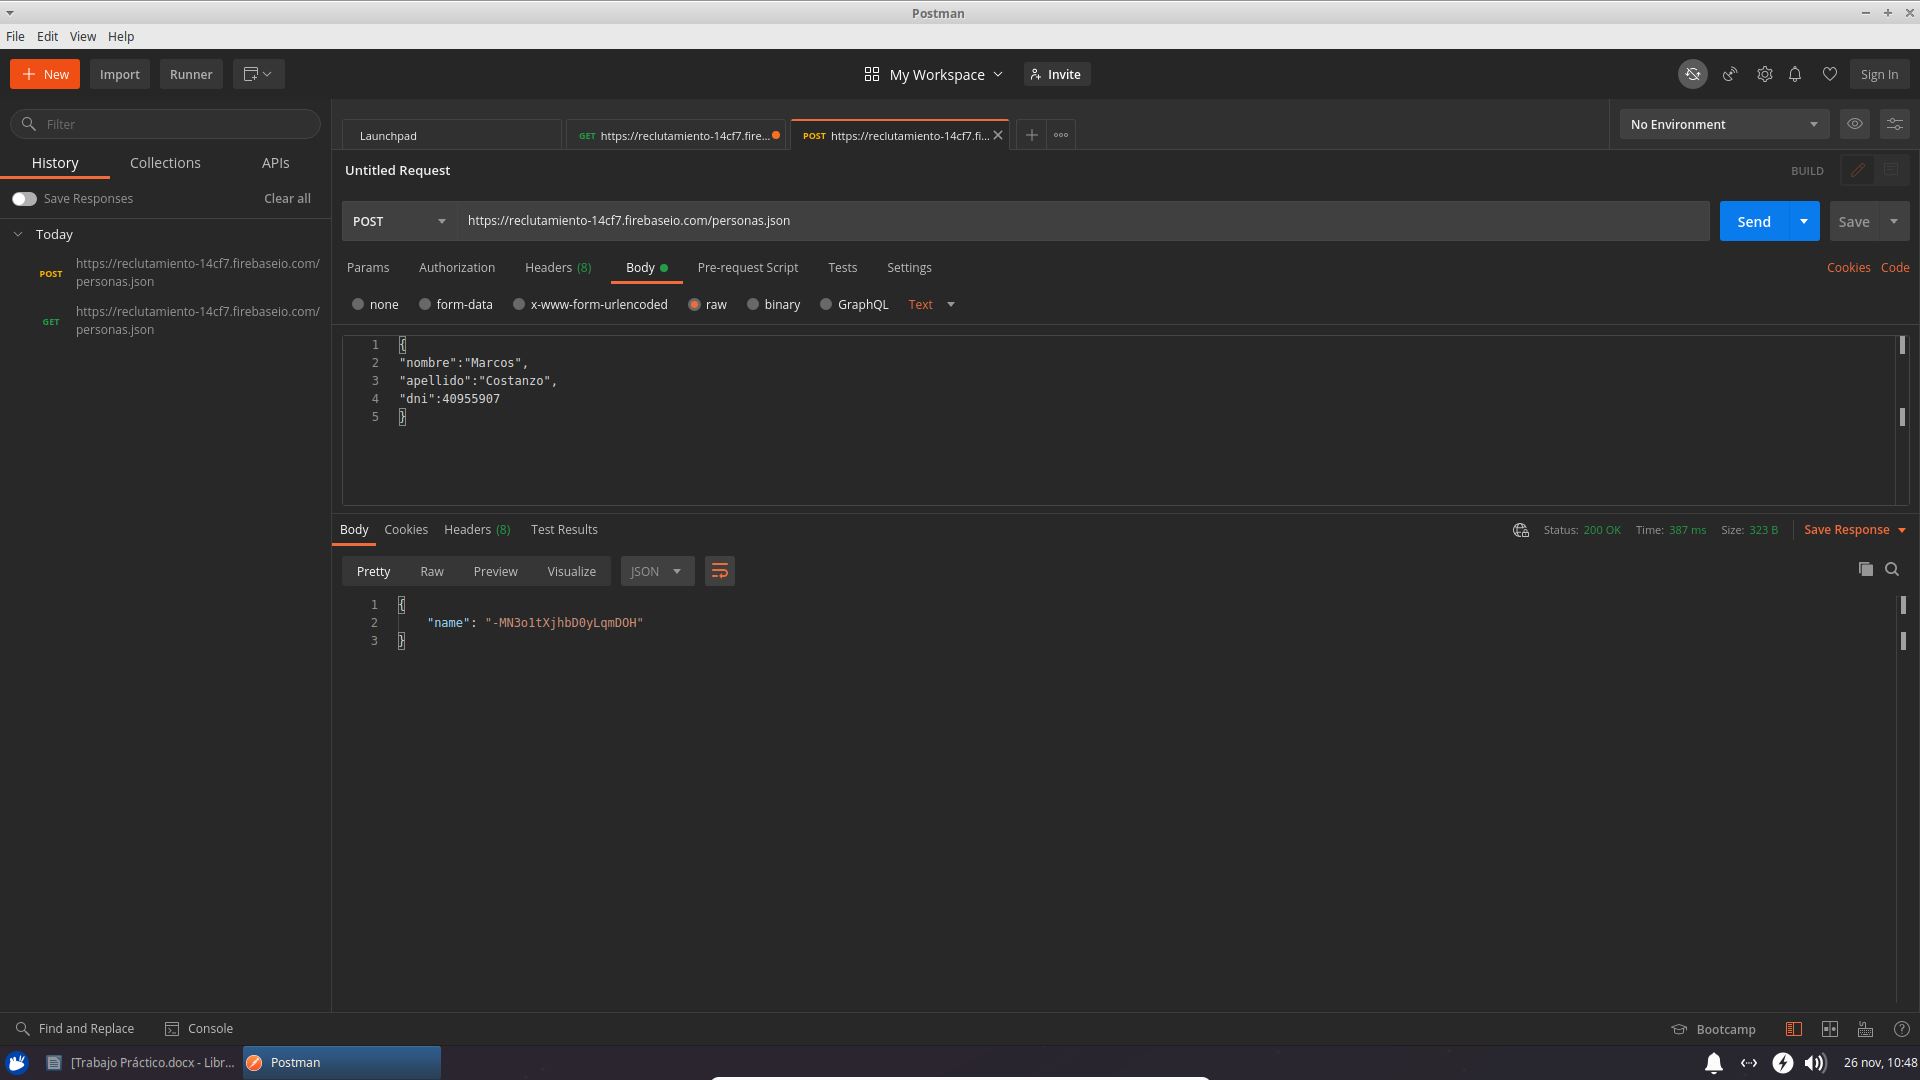 Postman
File Edit View Help
New Import Runner My Workspace Invite Sign In
Filter
History Collections APIs
Save Responses Clear all
Today
POST https://reclutamiento-14cf7.firebaseio.com/
personas.json
GET https://reclutamiento-14cf7.firebaseio.com/
personas.json
Launchpad GET https://reclutamiento-14cf7.fire... POST https://reclutamiento-14cf7.fi... No Environment
Untitled Request BUILD
POST https://reclutamiento-14cf7.firebaseio.com/personas.json Send Save
Params Authorization Headers (8) Body Pre-request Script Tests Settings Cookies Code
none form-data x-www-form-urlencoded raw binary GraphQL Text
1 {
2 "nombre":"Marcos",
3 "apellido":"Costanzo",
4 "dni":40955907
5 }
Body Cookies Headers (8) Test Results Status: 200 OK Time: 387 ms Size: 323 B Save Response
Pretty Raw Preview Visualize JSON
1 {
2 "name": "-MN3o1tXjhbD0yLqmDOH"
3 }
Find and Replace Console Bootcamp
[Trabajo Práctico.docx - Libr... Postman 26 nov, 10:48